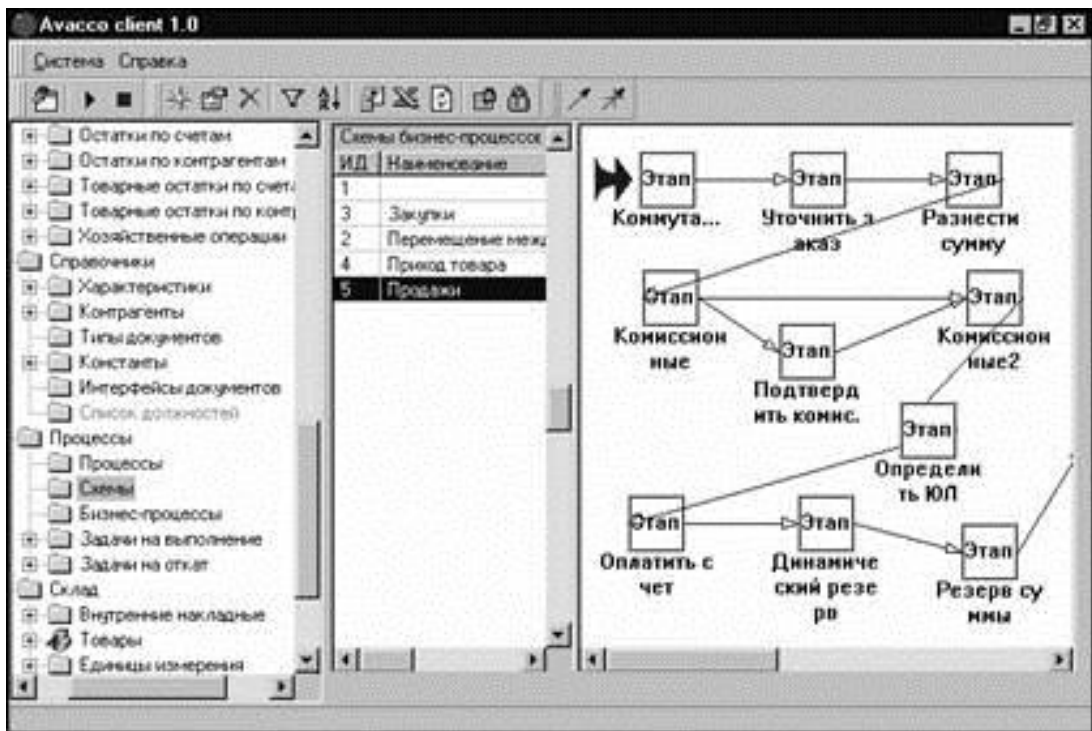 Avacco client 1.0
Система Справка
Остатки по счетам
Остатки по контрагентам
Товарные остатки по счет
Товарные остатки по конт
Хозяйственные операции
Справочники
Характеристики
Контрагенты
Типы документов
Константы
Интерфейсы документов
Список должностей
Процессы
Процессы
Схемы
Бизнес-процессы
Задачи на выполнение
Задачи на откат
Склад
Внутренние накладные
Товары
Единицы измерения
Схемы бизнес-процессов
ИД Наименование
1
3 Закупки
2 Перемещение межд
4 Приход товара
5 Продажи
Этап Этап Этап
Коммута... Уточнить з Разнести
аказ сумму
Этап Этап
Комиссион Комиссион
ные ные2
Этап
Подтверд
ить комис.
Этап
Определи
ть ЮЛ
Этап Этап Этап
Оплатить с Динамиче Резерв су
чет ский резе ммы
рв